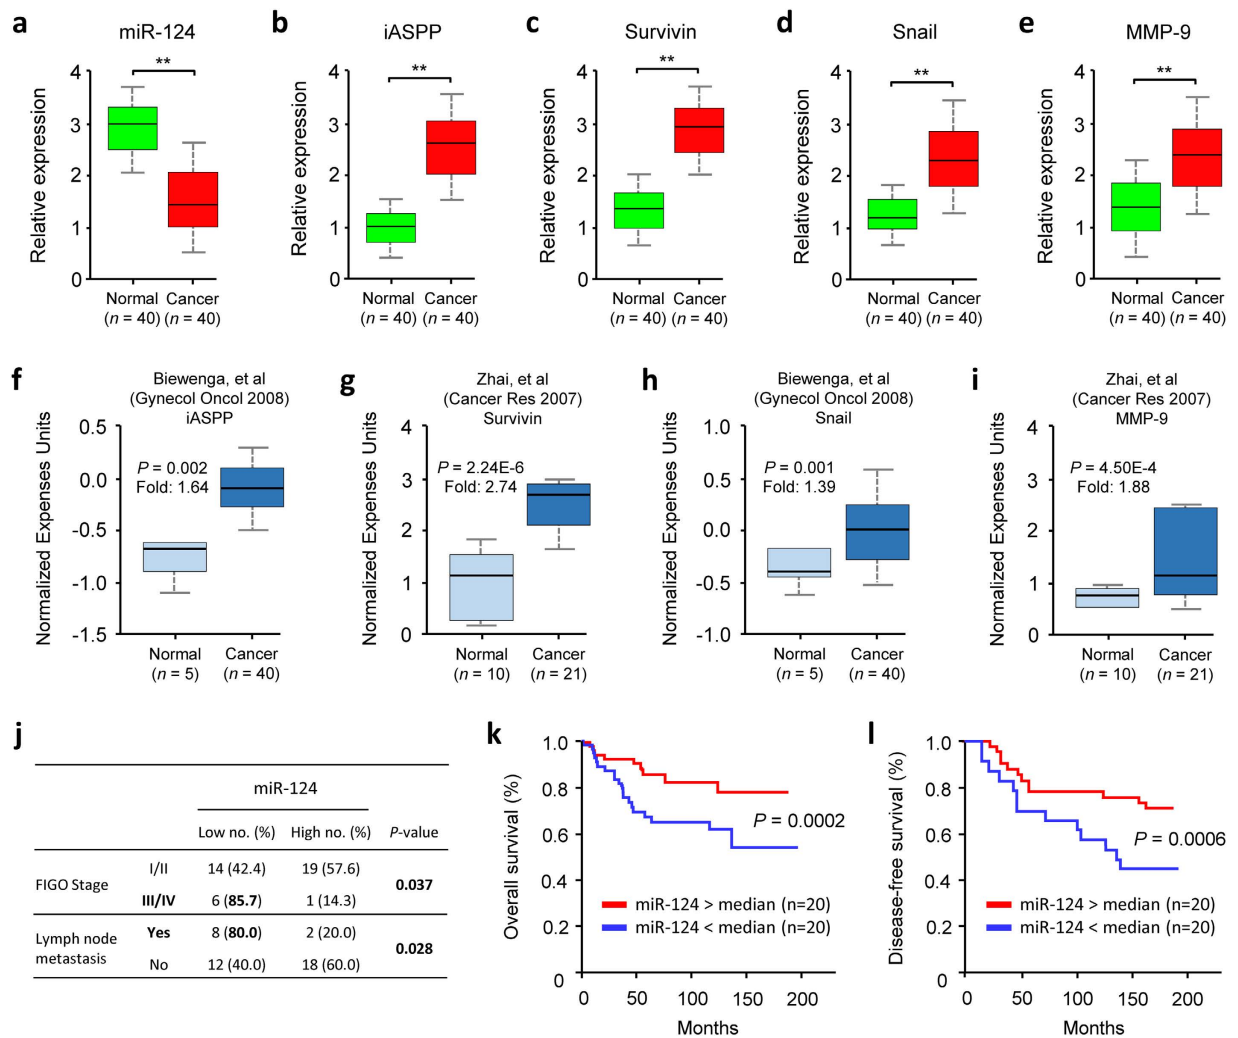 a
miR-124
**
Relative expression
4
3
2
1
0
Normal Cancer
(n = 40) (n = 40)
b
iASPP
**
Relative expression
4
3
2
1
0
Normal Cancer
(n = 40) (n = 40)
c
Survivin
**
Relative expression
4
3
2
1
0
Normal Cancer
(n = 40) (n = 40)
d
Snail
**
Relative expression
4
3
2
1
0
Normal Cancer
(n = 40) (n = 40)
e
MMP-9
**
Relative expression
4
3
2
1
0
Normal Cancer
(n = 40) (n = 40)
f
Biewenga, et al
(Gynecol Oncol 2008)
iASPP
Normalized Expenses Units
0.5
0.0
-0.5
-1.0
-1.5
P = 0.002
Fold: 1.64
Normal Cancer
(n = 5) (n = 40)
g
Zhai, et al
(Cancer Res 2007)
Survivin
Normalized Expenses Units
4
3
2
1
0
P = 2.24E-6
Fold: 2.74
Normal Cancer
(n = 10) (n = 21)
h
Biewenga, et al
(Gynecol Oncol 2008)
Snail
Normalized Expenses Units
1.0
0.5
0.0
-0.5
-1.0
P = 0.001
Fold: 1.39
Normal Cancer
(n = 5) (n = 40)
i
Zhai, et al
(Cancer Res 2007)
MMP-9
Normalized Expenses Units
4
3
2
1
0
P = 4.50E-4
Fold: 1.88
Normal Cancer
(n = 10) (n = 21)
j
miR-124
Low no. (%) High no. (%) P-value
FIGO Stage
I/II 14 (42.4) 19 (57.6)
0.037
III/IV 6 (85.7) 1 (14.3)
Lymph node
metastasis
Yes 8 (80.0) 2 (20.0)
0.028
No 12 (40.0) 18 (60.0)
k
Overall survival (%)
1.0
0.8
0.6
0.4
0.2
0
P = 0.0002
miR-124 > median (n=20)
miR-124 < median (n=20)
0 50 100 150 200
Months
l
Disease-free survival (%)
1.0
0.8
0.6
0.4
0.2
0
P = 0.0006
miR-124 > median (n=20)
miR-124 < median (n=20)
0 50 100 150 200
Months